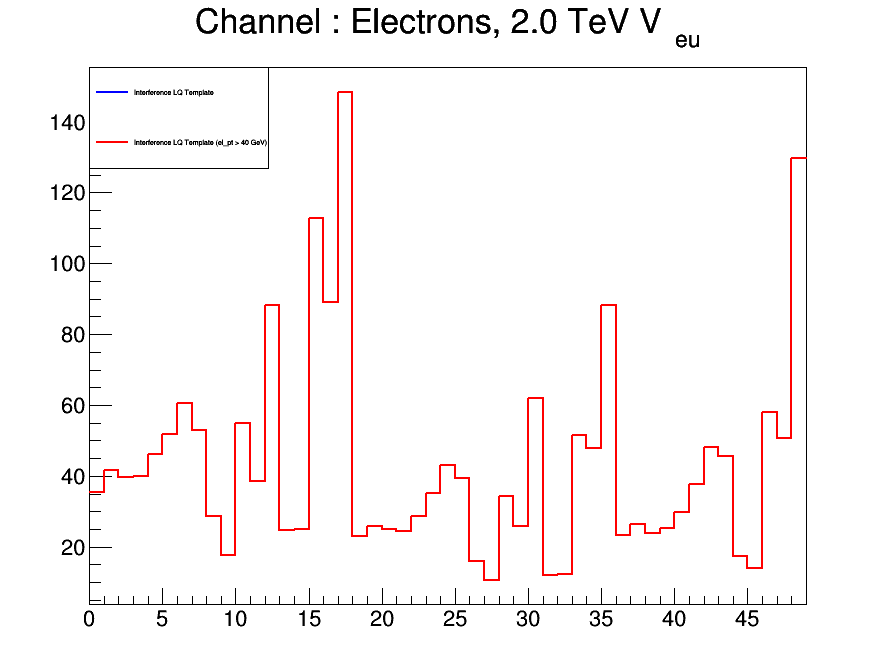 Channel : Electrons, 2.0 TeV V eu
Interference LQ Template
Interference LQ Template (el_pt > 40 GeV)
140
120
100
80
60
40
20
0 5 10 15 20 25 30 35 40 45